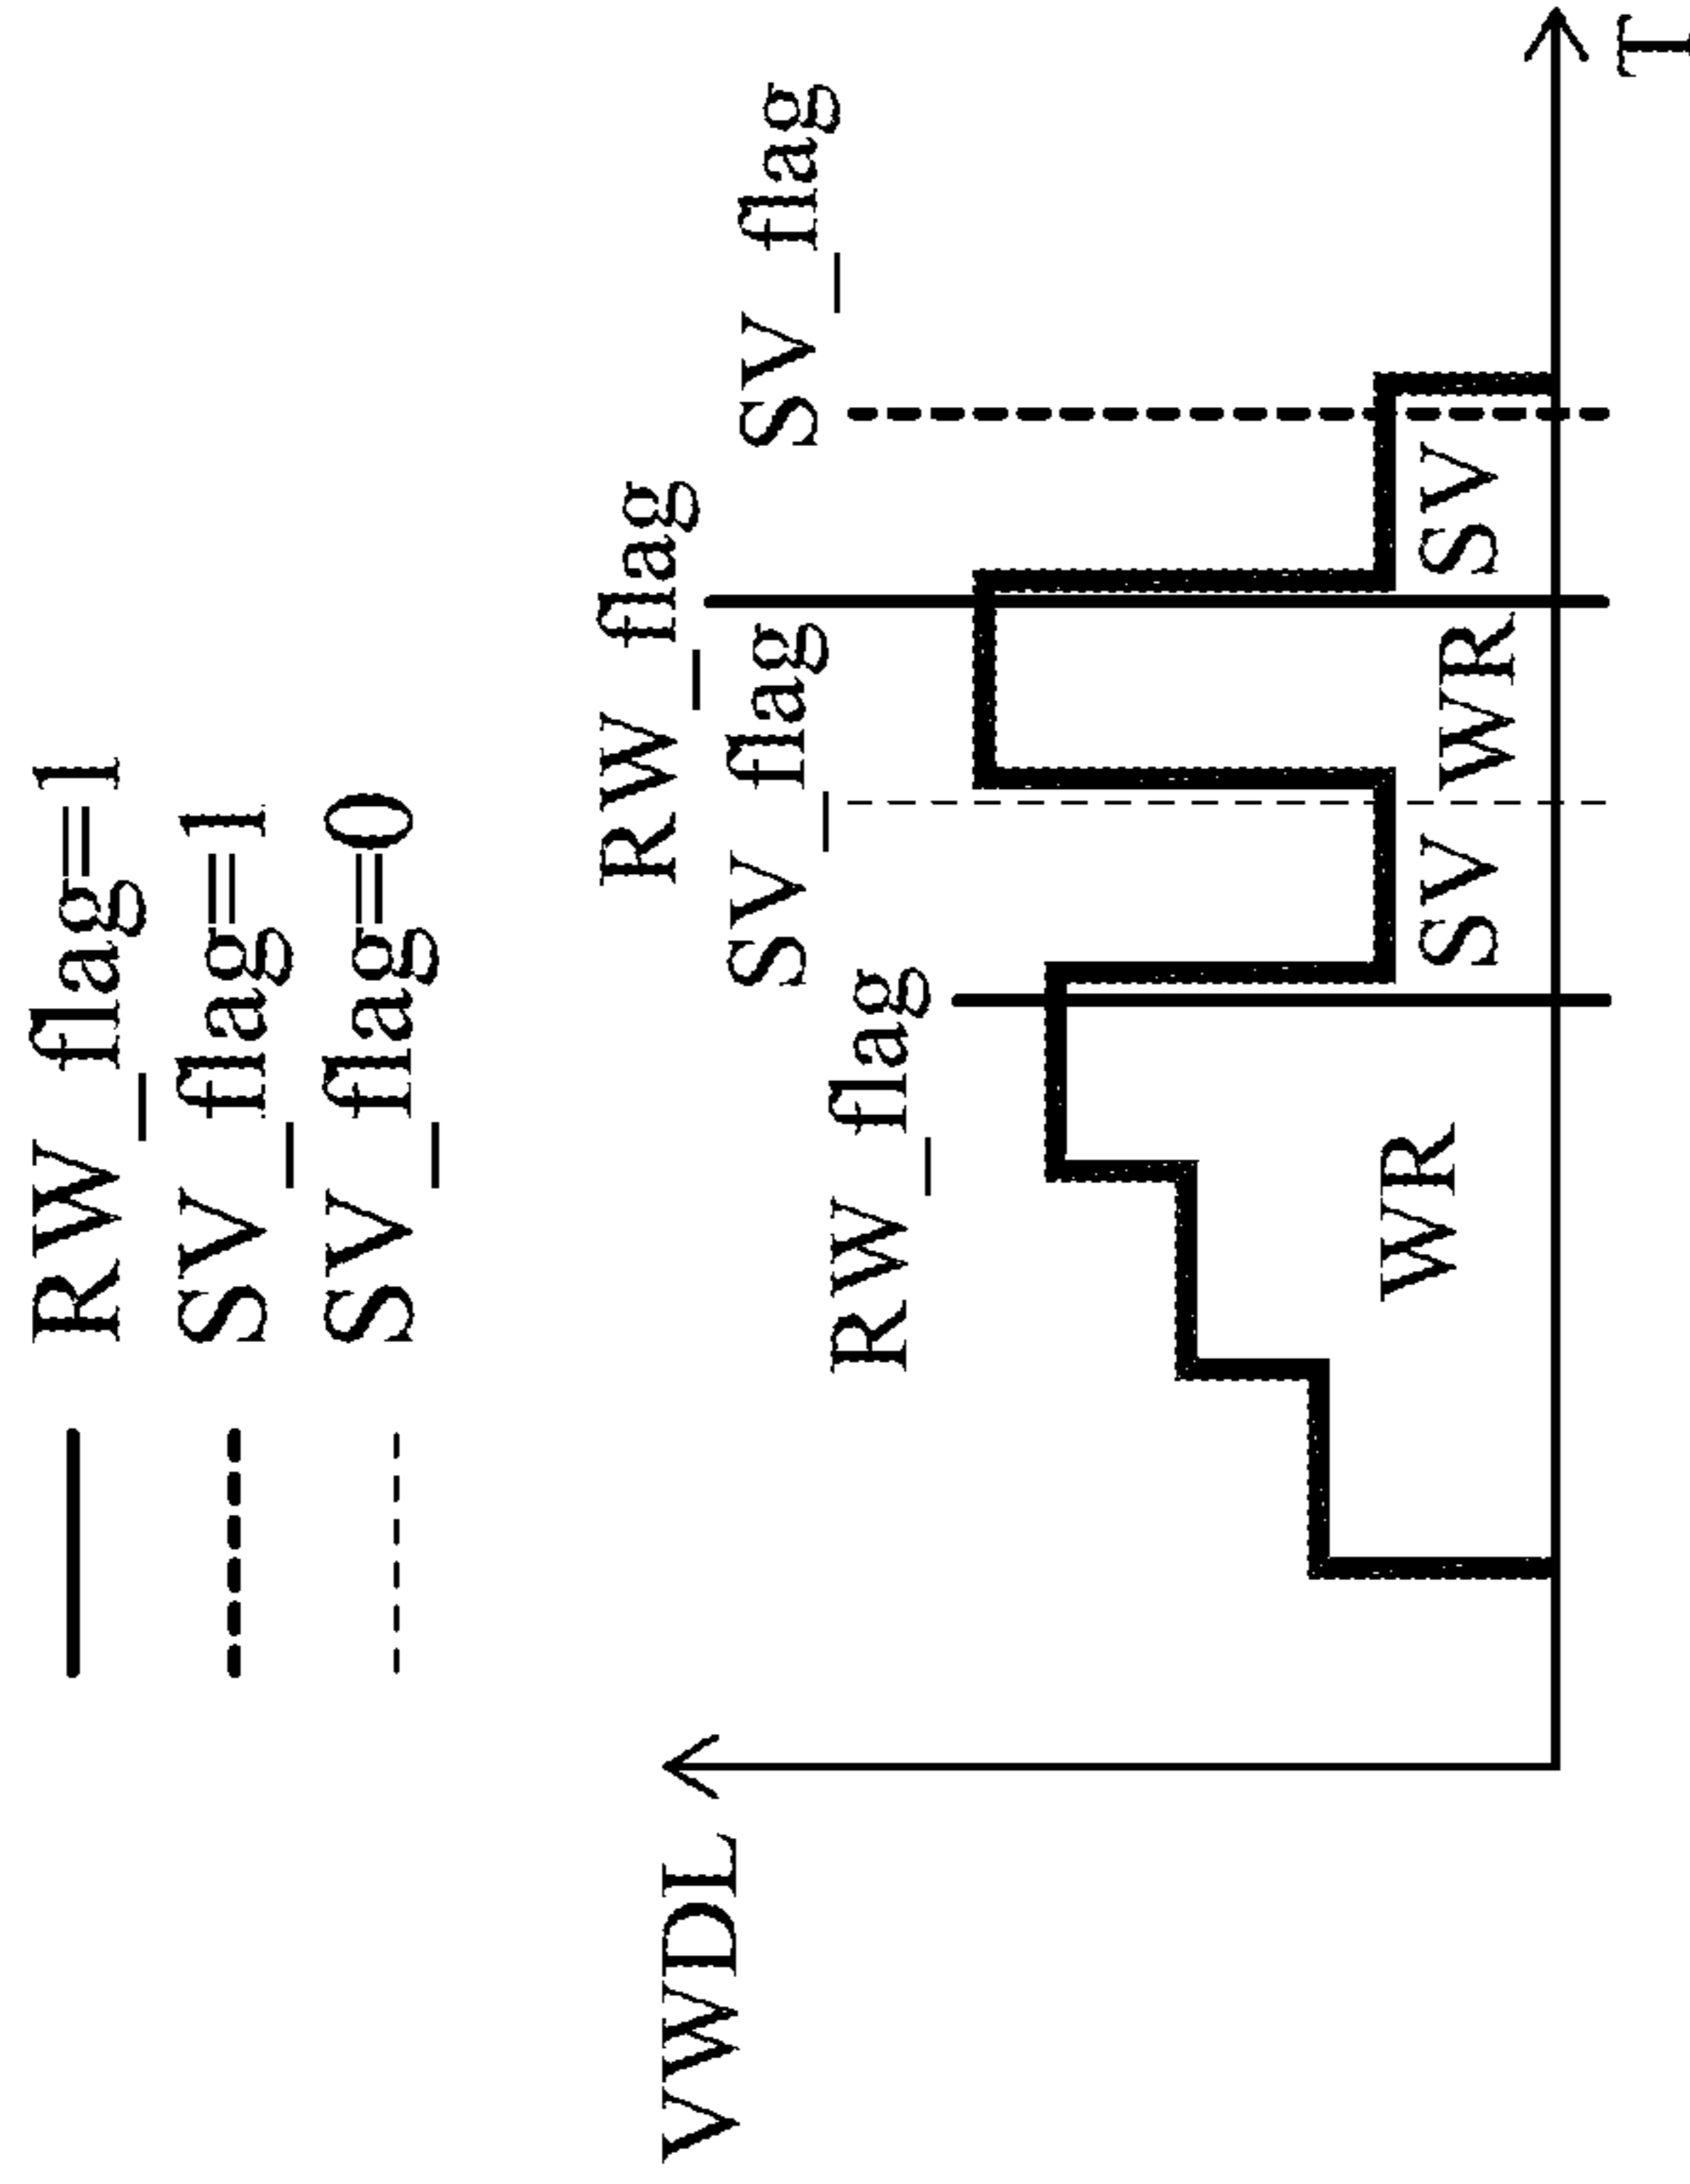 RW_flag=1
SV_flag=1
SV_flag=0
VWDL
RW_flag
SV_flag
RW_flag
SV_flag
WR
SV
WR
SV
T